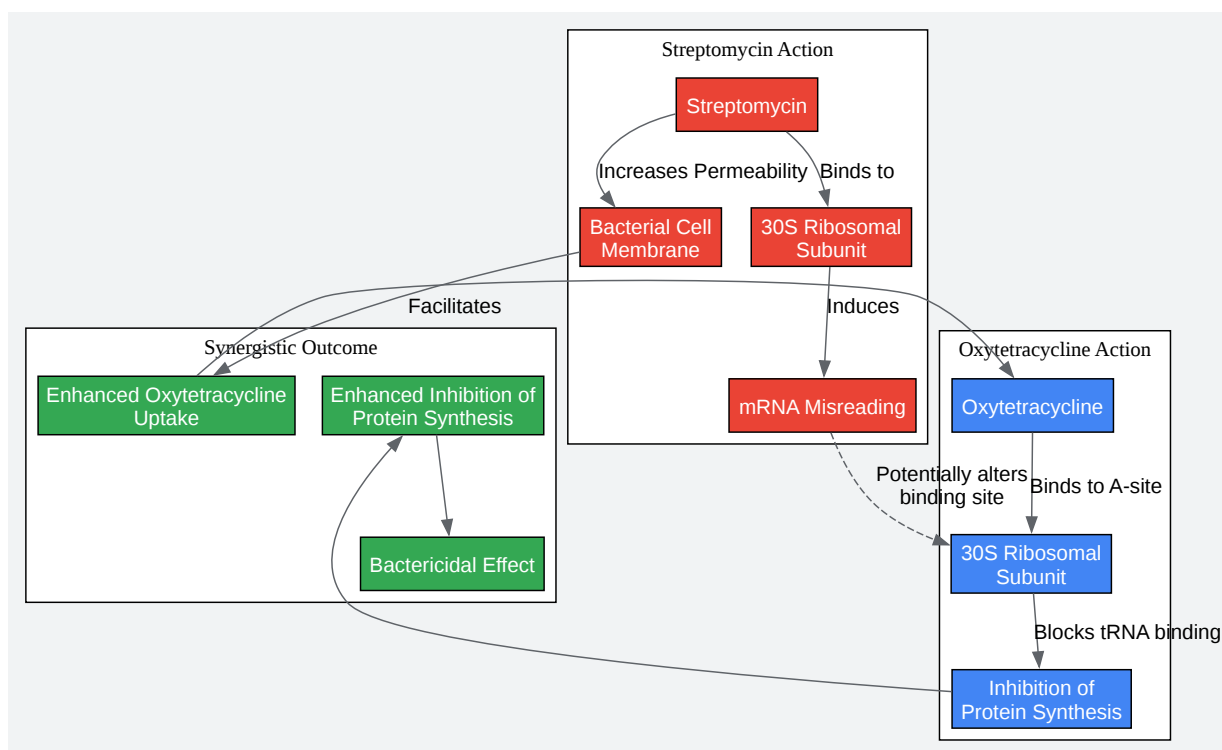 Streptomycin Action
Streptomycin
Increases Permeability
Binds to
Bacterial Cell
Membrane
30S Ribosomal
Subunit
Facilitates
Induces
Synergistic Outcome
Enhanced Oxytetracycline
Uptake
Enhanced Inhibition of
Protein Synthesis
mRNA Misreading
Oxytetracycline Action
Oxytetracycline
Potentially alters
binding site
Binds to A-site
Bactericidal Effect
30S Ribosomal
Subunit
Blocks tRNA binding
Inhibition of
Protein Synthesis